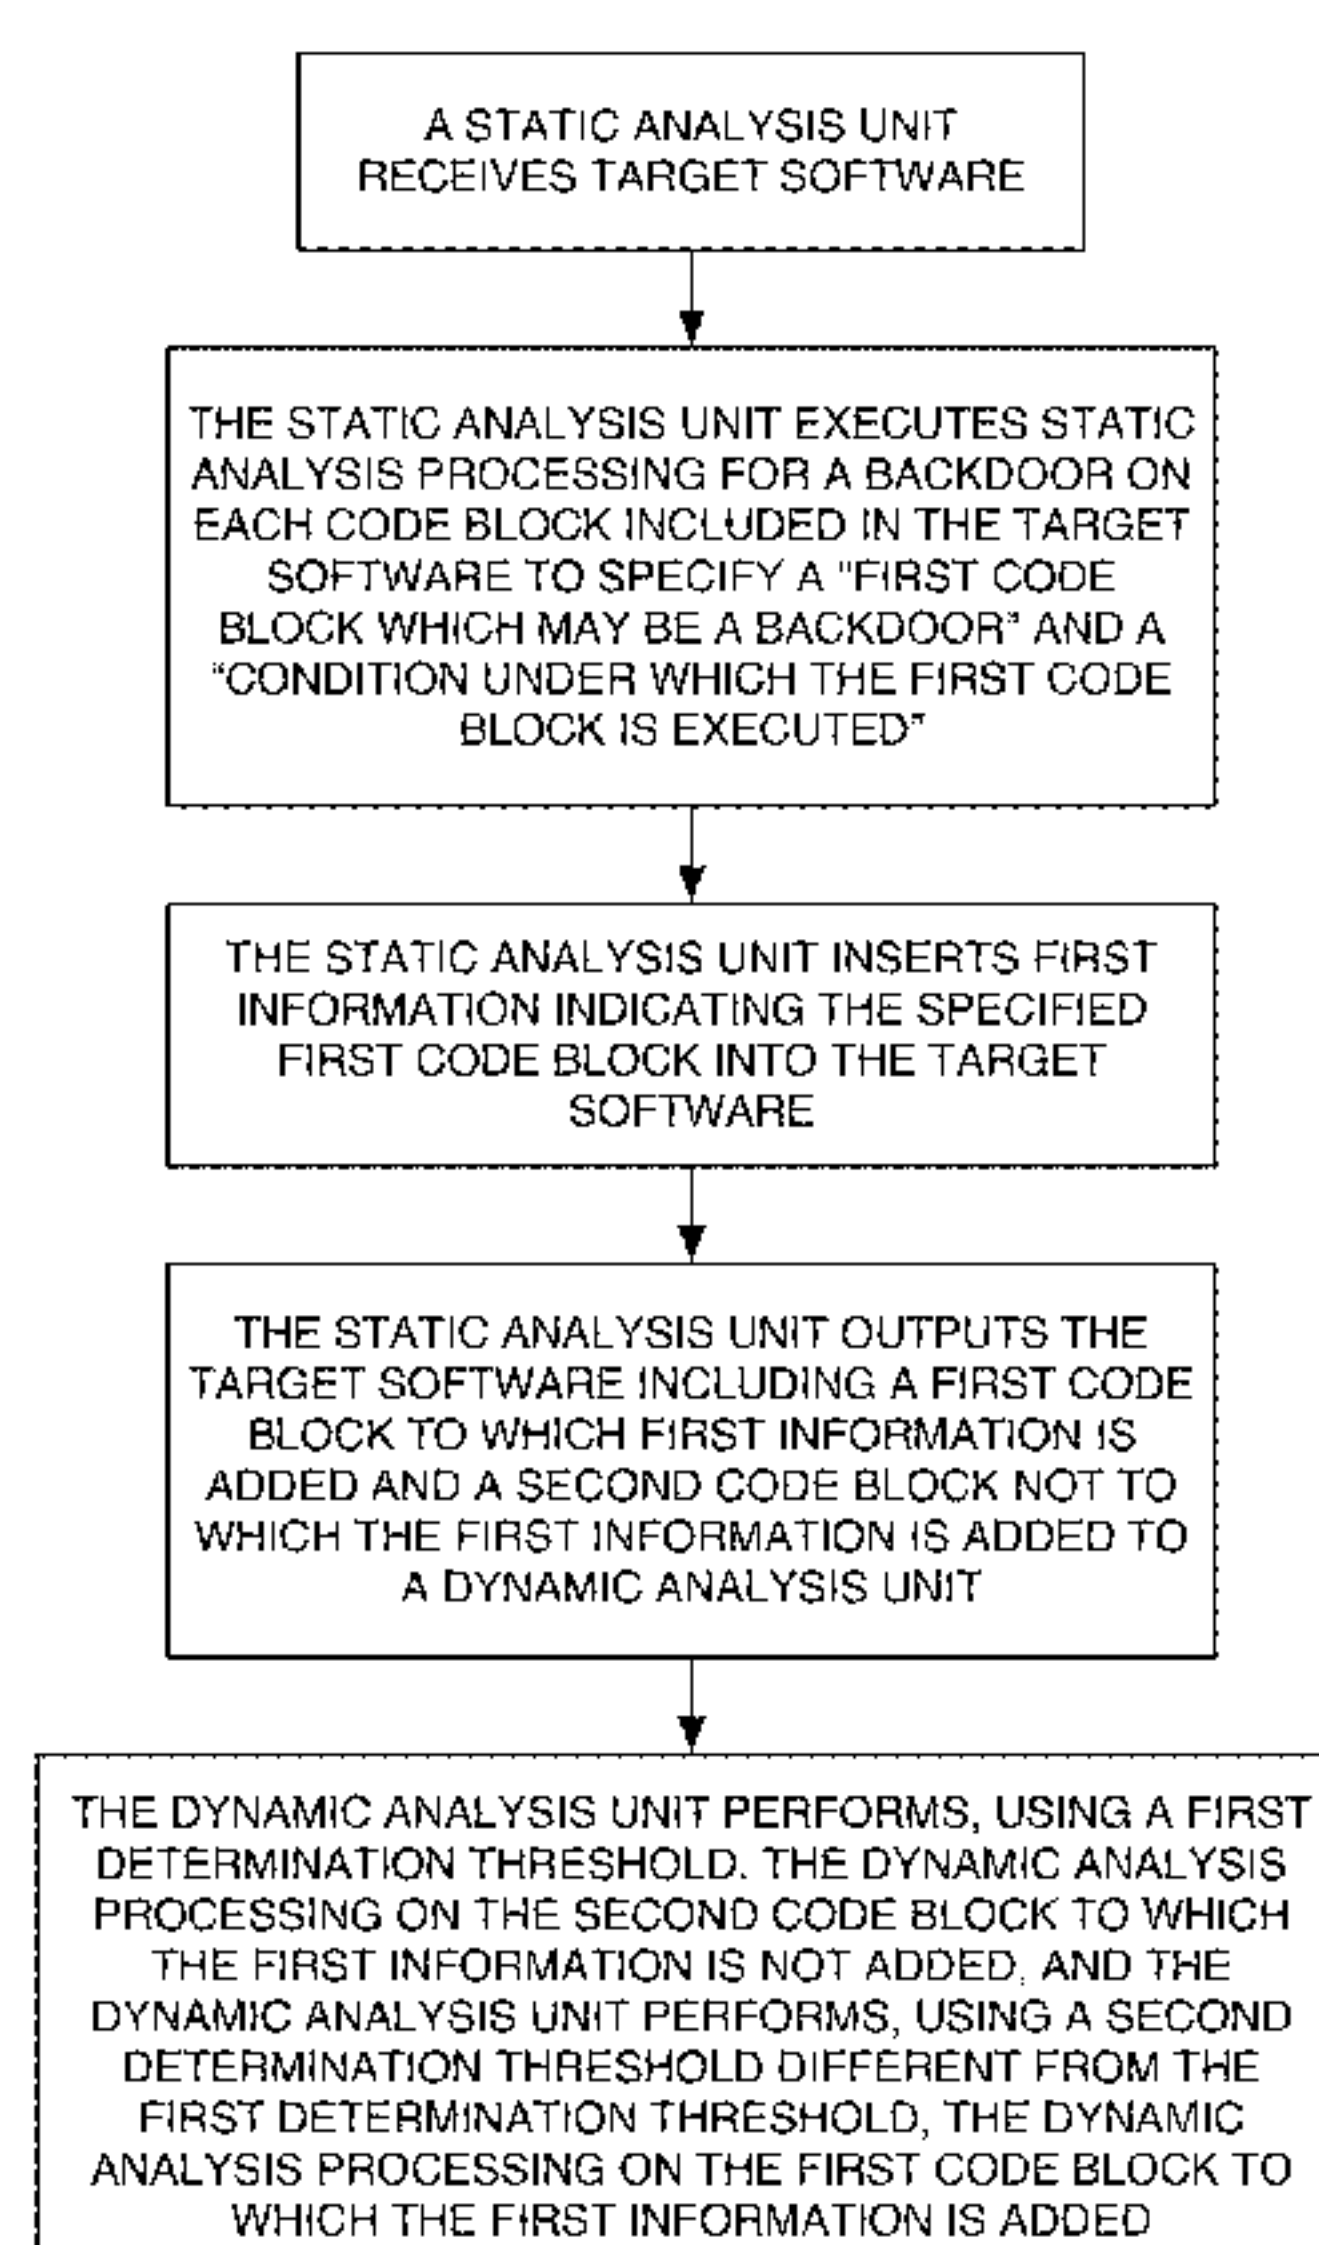 A STATIC ANALYSIS UNIT
RECEIVES TARGET SOFTWARE
THE STATIC ANALYSIS UNIT EXECUTES STATIC
ANALYSIS PROCESSING FOR A BACKDOOR ON
EACH CODE BLOCK INCLUDED IN THE TARGET
SOFTWARE TO SPECIFY A "FIRST CODE
BLOCK WHICH MAY BE A BACKDOOR” AND A
“CONDITION UNDER WHICH THE FIRST CODE
BLOCK IS EXECUTED”
THE STATIC ANALYSIS UNIT INSERTS FIRST
INFORMATION INDICATING THE SPECIFIED
FIRST CODE BLOCK INTO THE TARGET
SOFTWARE
THE STATIC ANALYSIS UNIT OUTPUTS THE
TARGET SOFTWARE INCLUDING A FIRST CODE
BLOCK TO WHICH FIRST INFORMATION IS
ADDED AND A SECOND CODE BLOCK NOT TO
WHICH THE FIRST INFORMATION IS ADDED TO
A DYNAMIC ANALYSIS UNIT
THE DYNAMIC ANALYSIS UNIT PERFORMS, USING A FIRST
DETERMINATION THRESHOLD. THE DYNAMIC ANALYSIS
PROCESSING ON THE SECOND CODE BLOCK TO WHICH
THE FIRST INFORMATION IS NOT ADDED, AND THE
DYNAMIC ANALYSIS UNIT PERFORMS, USING A SECOND
DETERMINATION THRESHOLD DIFFERENT FROM THE
FIRST DETERMINATION THRESHOLD, THE DYNAMIC
ANALYSIS PROCESSING ON THE FIRST CODE BLOCK TO
WHICH THE FIRST INFORMATION IS ADDED